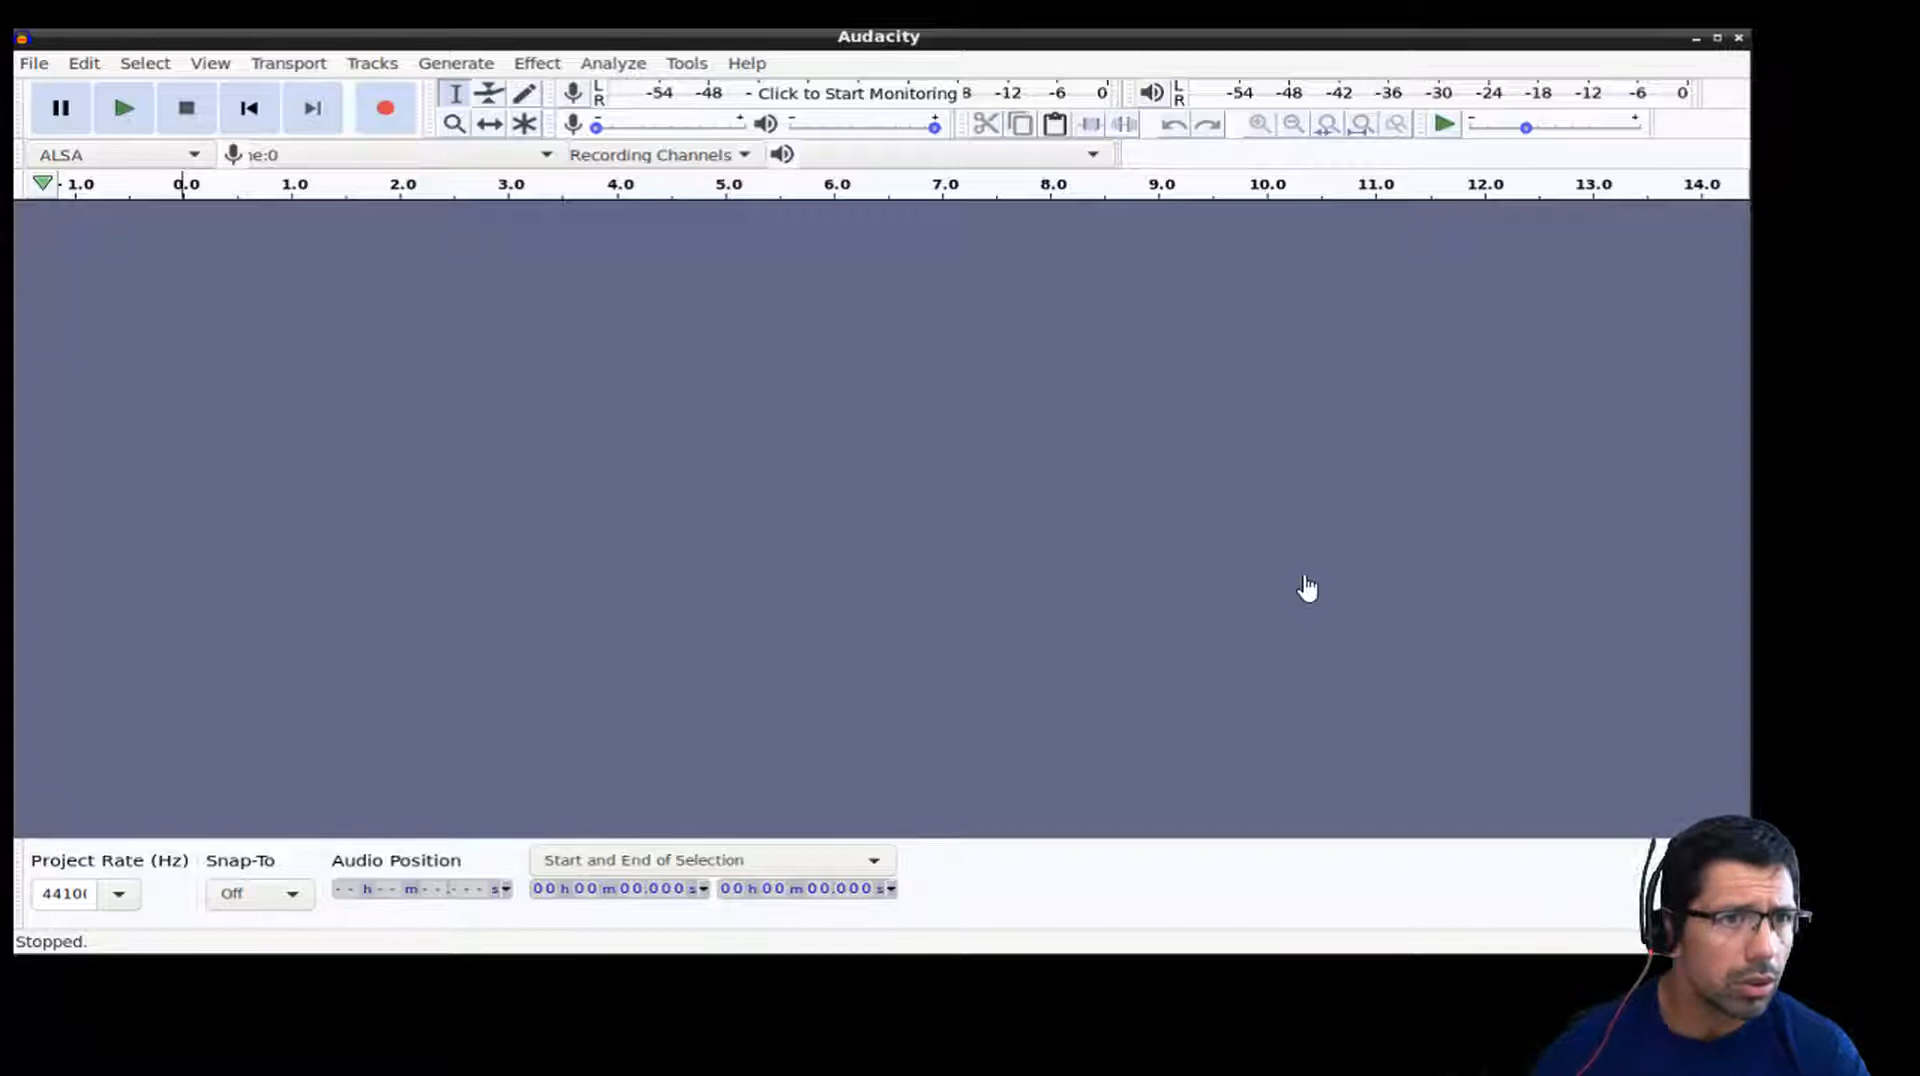 Audacity
File Edit Select View Transport Tracks Generate Effect Analyze Tools Help
L
R
-54 -48 - Click to Start Monitoring 8 -12 -6 0
L
R
-54 -48 -42 -36 -30 -24 -18 -12 -6 0
ALSA
ne:0
Recording Channels
- 1.0 0.0 1.0 2.0 3.0 4.0 5.0 6.0 7.0 8.0 9.0 10.0 11.0 12.0 13.0 14.0
Project Rate (Hz) Snap-To Audio Position Start and End of Selection
44100 Off - - h - - m - - . - - - s 00 h 00 m 00.000 s 00 h 00 m 00.000 s
Stopped.